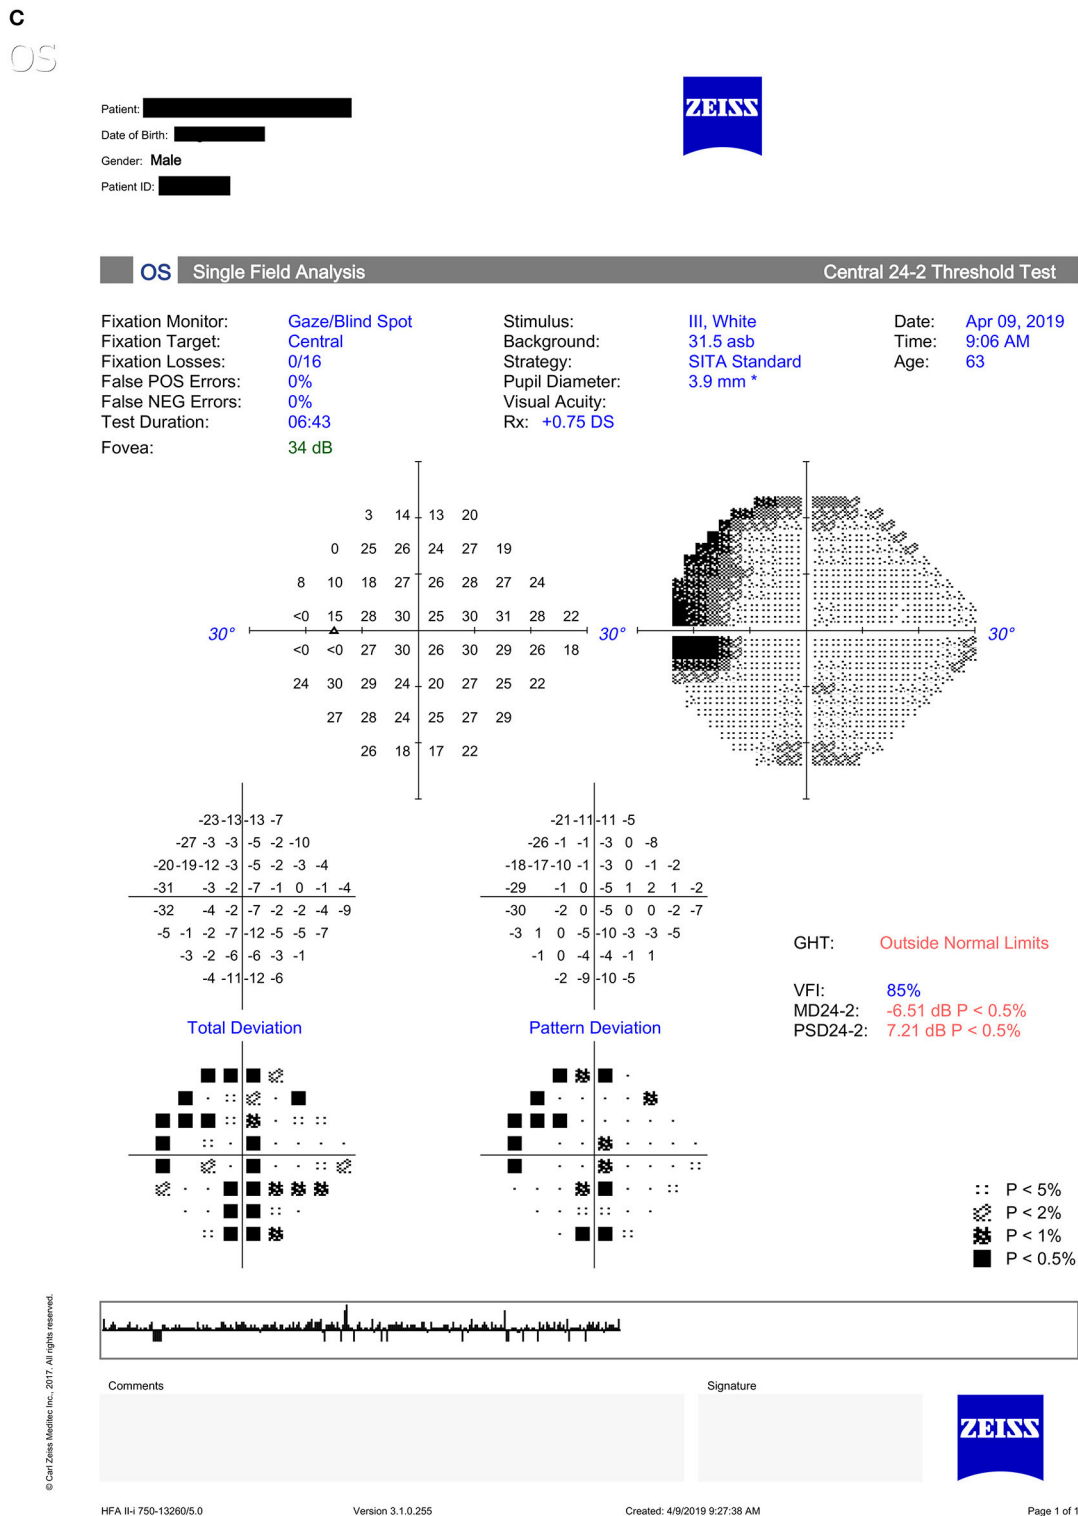 C
OS
ZEISS
Patient:
Date of Birth:
Gender: Male
Patient ID:
OS Single Field Analysis Central 24-2 Threshold Test
Fixation Monitor: Gaze/Blind Spot Stimulus: III, White Date: Apr 09, 2019
Fixation Target: Central Background: 31.5 asb Time: 9:06 AM
Fixation Losses: 0/16 Strategy: SITA Standard Age: 63
False POS Errors: 0% Pupil Diameter: 3.9 mm *
False NEG Errors: 0% Visual Acuity:
Test Duration: 06:43 Rx: +0.75 DS
Fovea: 34 dB
3 14 13 20
0 25 26 24 27 19
8 10 18 27 26 28 27 24
<0 15 28 30 25 30 31 28 22
30° 30° 30°
<0 <0 27 30 26 30 29 26 18
24 30 29 24 20 27 25 22
27 28 24 25 27 29
26 18 17 22
-23 -13 -13 -7 -21 -11 -11 -5
-27 -3 -3 -5 -2 -10 -26 -1 -1 -3 0 -8
-20 -19 -12 -3 -5 -2 -3 -4 -18 -17 -10 -1 -3 0 -1 -2
-31 -3 -2 -7 -1 0 -1 -4 -29 -1 0 -5 1 2 1 -2
-32 -4 -2 -7 -2 -2 -4 -9 -30 -2 0 -5 0 0 -2 -7
-5 -1 -2 -7 -12 -5 -5 -7 -3 1 0 -5 -10 -3 -3 -5
-3 -2 -6 -6 -3 -1 -1 0 -4 -4 -1 1
-4 -11 -12 -6 -2 -9 -10 -5
GHT: Outside Normal Limits
VFI: 85%
MD24-2: -6.51 dB P < 0.5%
PSD24-2: 7.21 dB P < 0.5%
Total Deviation Pattern Deviation
P < 5%
P < 2%
P < 1%
P < 0.5%
© Carl Zeiss Meditec Inc., 2017. All rights reserved.
Comments Signature
ZEISS
HFA II-i 750-13260/5.0 Version 3.1.0.255 Created: 4/9/2019 9:27:38 AM Page 1 of 1